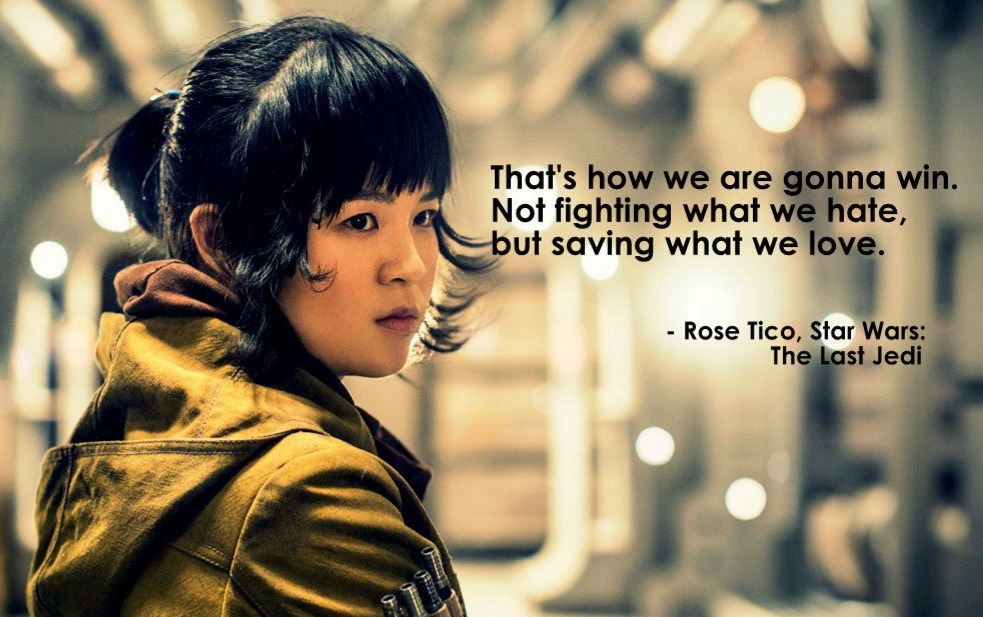 That's how we are gonna win.
Not fighting what we hate,
but saving what we love.
- Rose Tico, Star Wars:
The Last Jedi